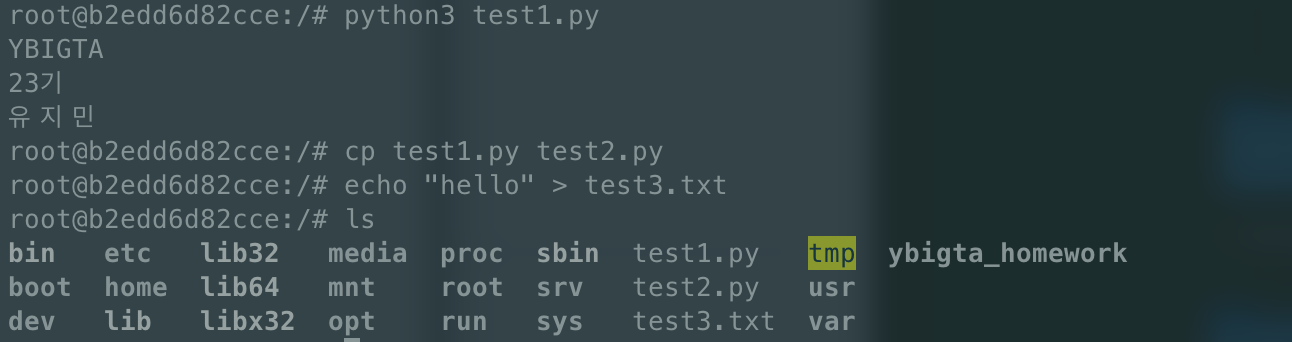 root@b2edd6d82cce:/# python3 test1.py
YBIGTA
23기
유지민
root@b2edd6d82cce:/# cp test1.py test2.py
root@b2edd6d82cce:/# echo "hello" > test3.txt
root@b2edd6d82cce:/# ls
bin etc lib32 media proc sbin test1.py tmp ybigta_homework
boot home lib64 mnt root srv test2.py usr
dev lib libx32 opt run sys test3.txt var